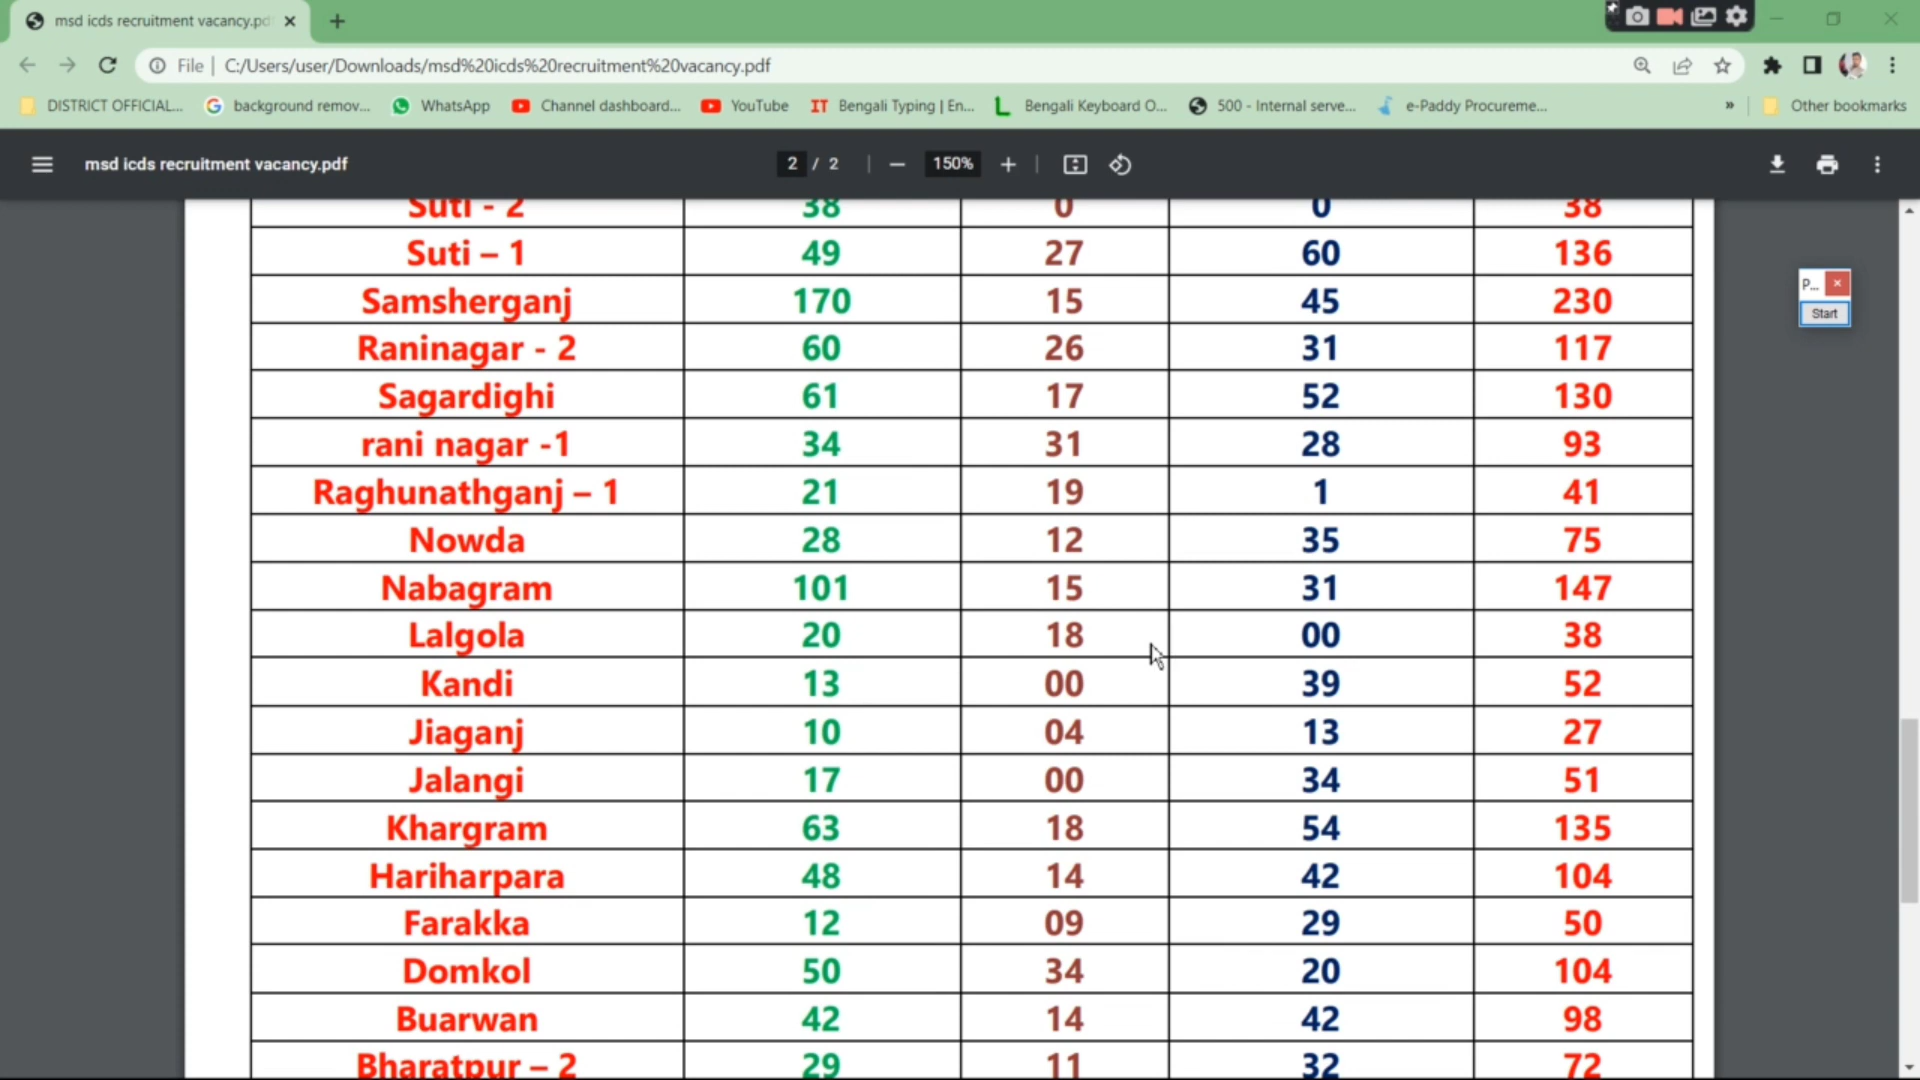 msd icds recruitment vacancy.pd
File | C:/Users/user/Downloads/msd%20icds%20recruitment%20vacancy.pdf
DISTRICT OFFICIAL... background remov... WhatsApp Channel dashboard... YouTube IT Bengali Typing | En... Bengali Keyboard O... 500 - Internal serve... e-Paddy Procureme... » Other bookmarks
msd icds recruitment vacancy.pdf 2 / 2 | — 150% + |
Suti - 2 38 0 0 38
Suti – 1 49 27 60 136
Samsherganj 170 15 45 230
Raninagar - 2 60 26 31 117
Sagardighi 61 17 52 130
rani nagar -1 34 31 28 93
Raghunathganj – 1 21 19 1 41
Nowda 28 12 35 75
Nabagram 101 15 31 147
Lalgola 20 18 00 38
Kandi 13 00 39 52
Jiaganj 10 04 13 27
Jalangi 17 00 34 51
Khargram 63 18 54 135
Hariharpara 48 14 42 104
Farakka 12 09 29 50
Domkol 50 34 20 104
Buarwan 42 14 42 98
Bharatpur – 2 29 11 32 72
P...
Start